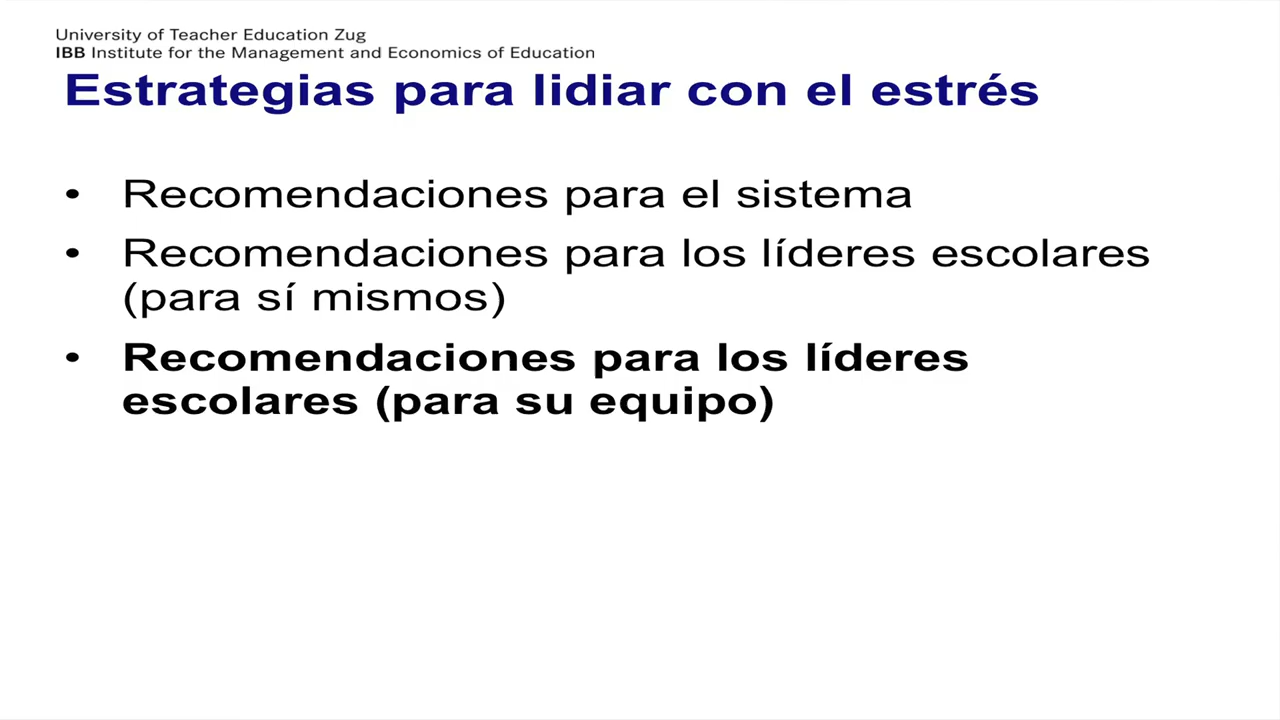 University of Teacher Education Zug
IBB Institute for the Management and Economics of Education
Estrategias para lidiar con el estrés
• Recomendaciones para el sistema
• Recomendaciones para los líderes escolares
(para sí mismos)
• Recomendaciones para los líderes
escolares (para su equipo)